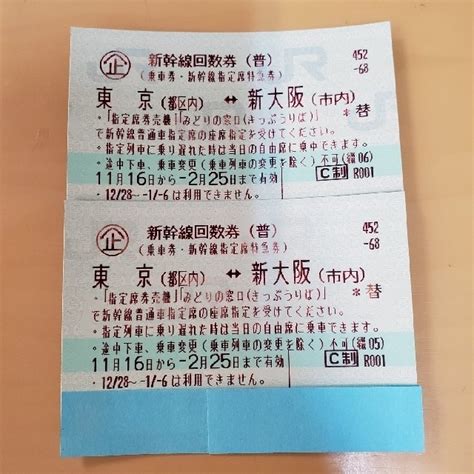 企 新幹線回数券（普） 452
（乗車券・新幹線指定席特急券） -68
東京（都区内）↔新大阪（市内）
・「指定席券売機」「みどりの窓口(きっぷうりば)」 *替
で新幹線普通車指定席の座席指定を受けてください。
・指定列車に乗り遅れた時は当日の自由席に乗車できます。
・途中下車、乗車変更（乗車列車の変更を除く）不可(綴06)
11月16日から-2月25日まで有効 C制 R001
・12/28~-1/-6は利用できません。
企 新幹線回数券（普） 452
（乗車券・新幹線指定席特急券） -68
東京（都区内）↔新大阪（市内）
・「指定席券売機」「みどりの窓口(きっぷうりば)」 *替
で新幹線普通車指定席の座席指定を受けてください。
・指定列車に乗り遅れた時は当日の自由席に乗車できます。
・途中下車、乗車変更（乗車列車の変更を除く）不可(綴05)
11月16日から-2月25日まで有効 C制 R001
・12/28~-1/-6は利用できません。